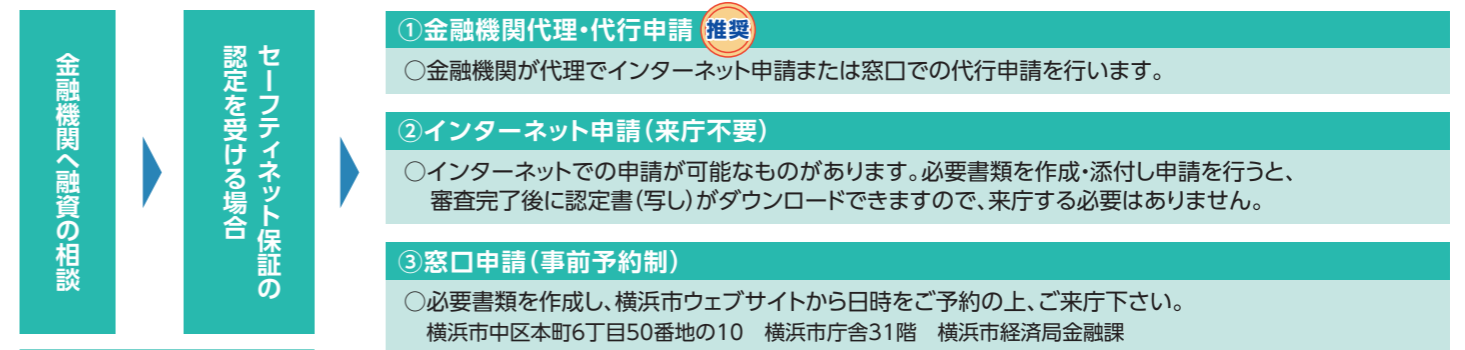 金融機関へ融資の相談
セーフティネット保証の
認定を受ける場合
①金融機関代理・代行申請 推奨
○金融機関が代理でインターネット申請または窓口での代行申請を行います。
②インターネット申請（来庁不要）
○インターネットでの申請が可能なものがあります。必要書類を作成・添付し申請を行うと、
審査完了後に認定書（写し）がダウンロードできますので、来庁する必要はありません。
③窓口申請（事前予約制）
○必要書類を作成し、横浜市ウェブサイトから日時をご予約の上、ご来庁下さい。
横浜市中区本町6丁目50番地の10　横浜市庁舎31階　横浜市経済局金融課